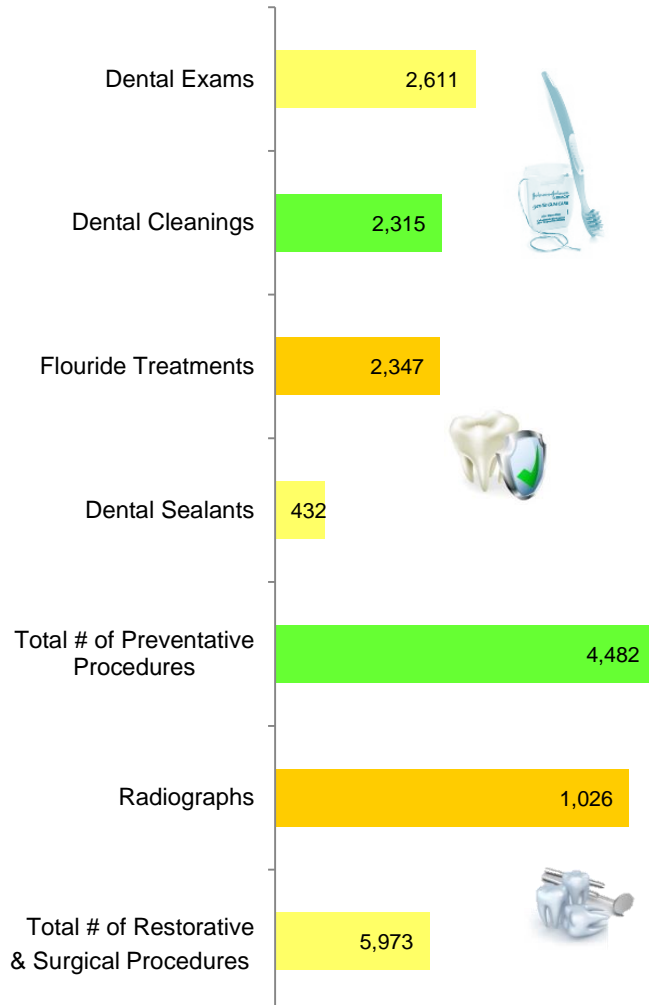 Dental Exams
2,611
Dental Cleanings
2,315
Flouride Treatments
2,347
Dental Sealants
432
Total # of Preventative
Procedures
4,482
Radiographs
1,026
Total # of Restorative
& Surgical Procedures
5,973